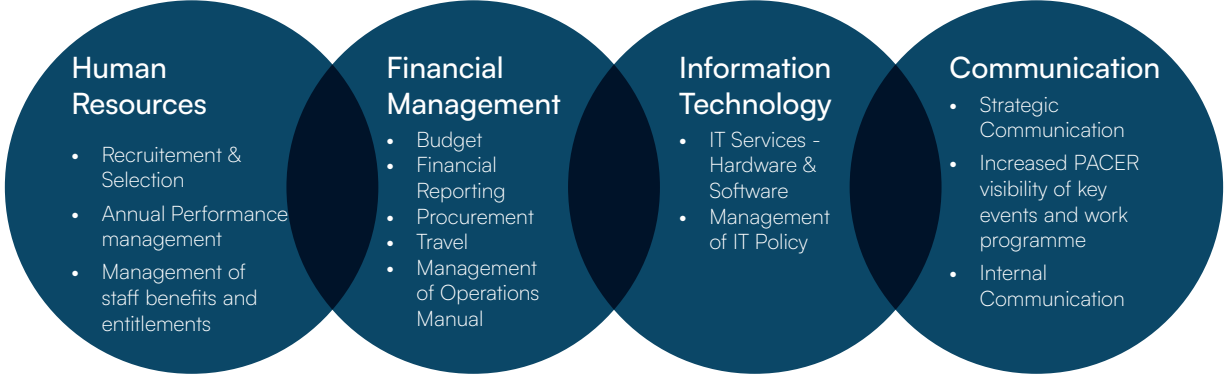 Human
Resources
• Recruitement &
Selection
• Annual Performance
management
• Management of
staff benefits and
entitlements
Financial
Management
• Budget
• Financial
Reporting
• Procurement
• Travel
• Management
of Operations
Manual
Information
Technology
• IT Services -
Hardware &
Software
• Management
of IT Policy
Communication
• Strategic
Communication
• Increased PACER
visibility of key
events and work
programme
• Internal
Communication